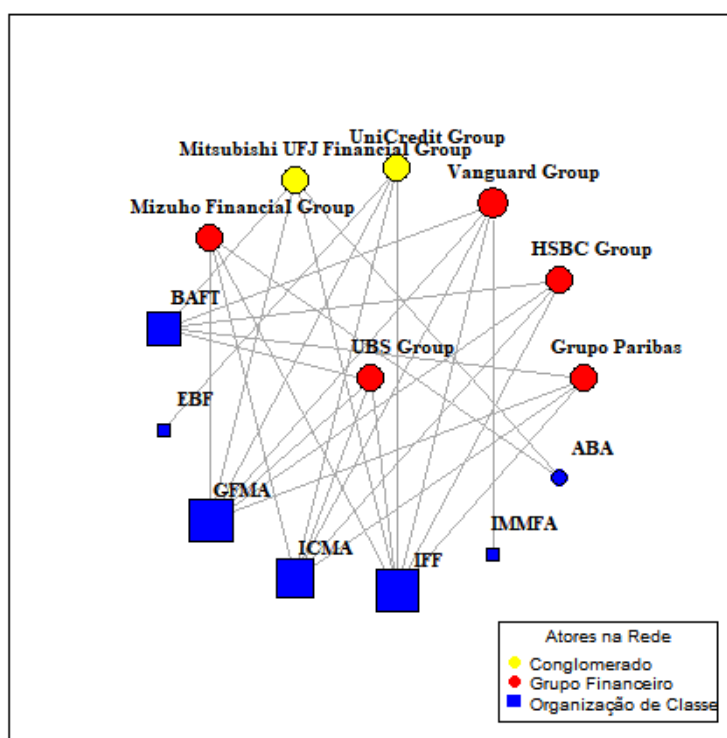 UniCredit Group
Mitsubishi UFJ Financial Group
Vanguard Group
Mizuho Financial Group
HSBC Group
BAFT
UBS Group
Grupo Paribas
EBF
ABA
GFMA
IMMFA
ICMA
IFF
Atores na Rede
Conglomerado
Grupo Financeiro
Organização de Classe